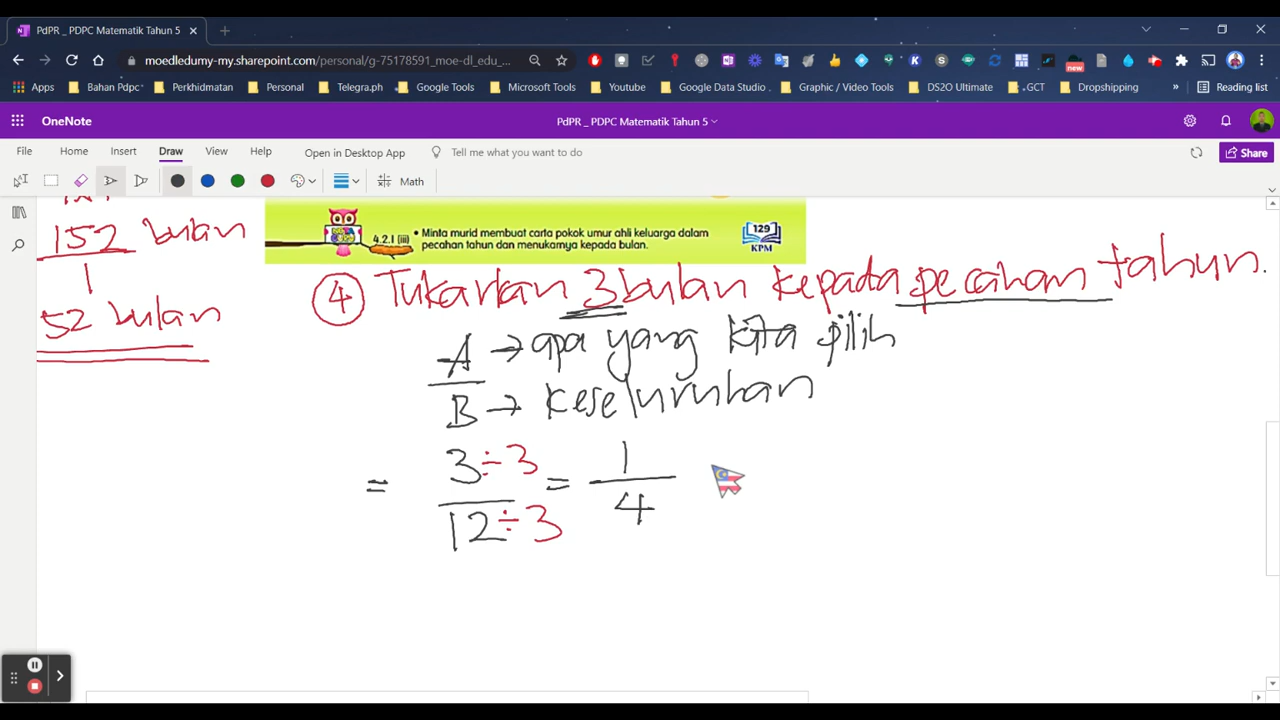 PdPR _ PDPC Matematik Tahun 5
moedledumy-my.sharepoint.com/personal/g-75178591_moe-dl_edu_...
new
Apps Bahan Pdpc Perkhidmatan Personal Telegra.ph Google Tools Microsoft Tools Youtube Google Data Studio Graphic / Video Tools DS2O Ultimate GCT Dropshipping » Reading list
OneNote PdPR _ PDPC Matematik Tahun 5
File Home Insert Draw View Help Open in Desktop App Tell me what you want to do Share
Math
152 bulan
1
52 bulan
4.2.1 (iii)
• Minta murid membuat carta pokok umur ahli keluarga dalam
pecahan tahun dan menukarnya kepada bulan.
129
KPM
④ Tukarkan 3 bulan kepada pecahan tahun.
A → apa yang kita pilih
B → keseluruhan
= 3 ÷ 3 = 1
12 ÷ 3 4